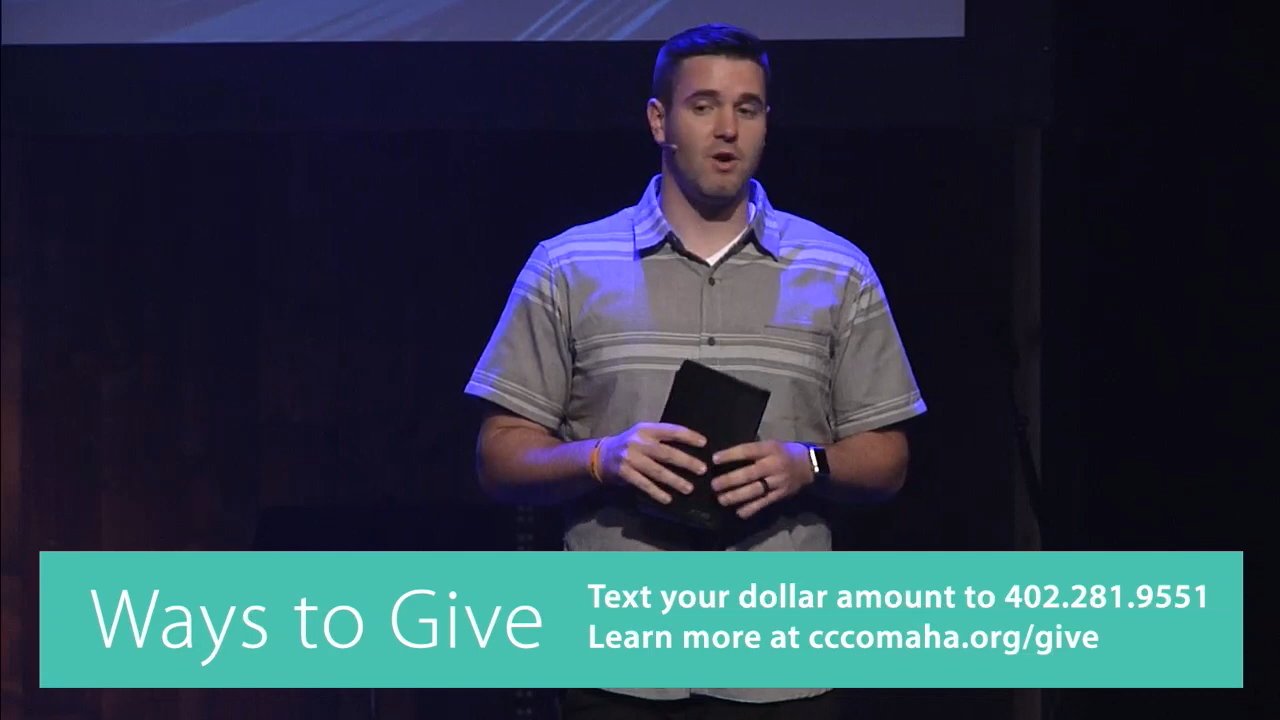 Ways to Give
Text your dollar amount to 402.281.9551
Learn more at cccomaha.org/give